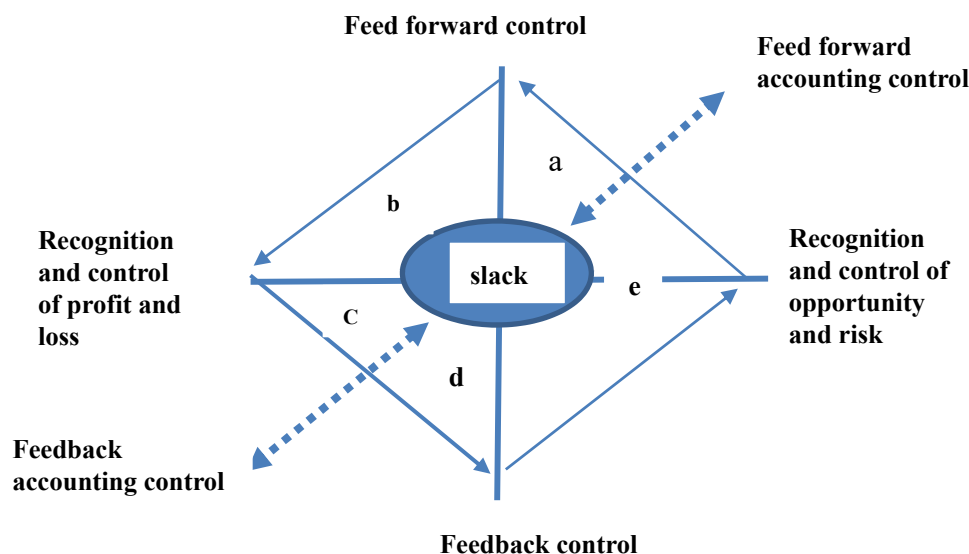 Feed forward control
Feed forward
accounting control
a
b
Recognition
and control
of profit and
loss
slack
e
Recognition
and control of
opportunity
and risk
C
d
Feedback
accounting control
Feedback control